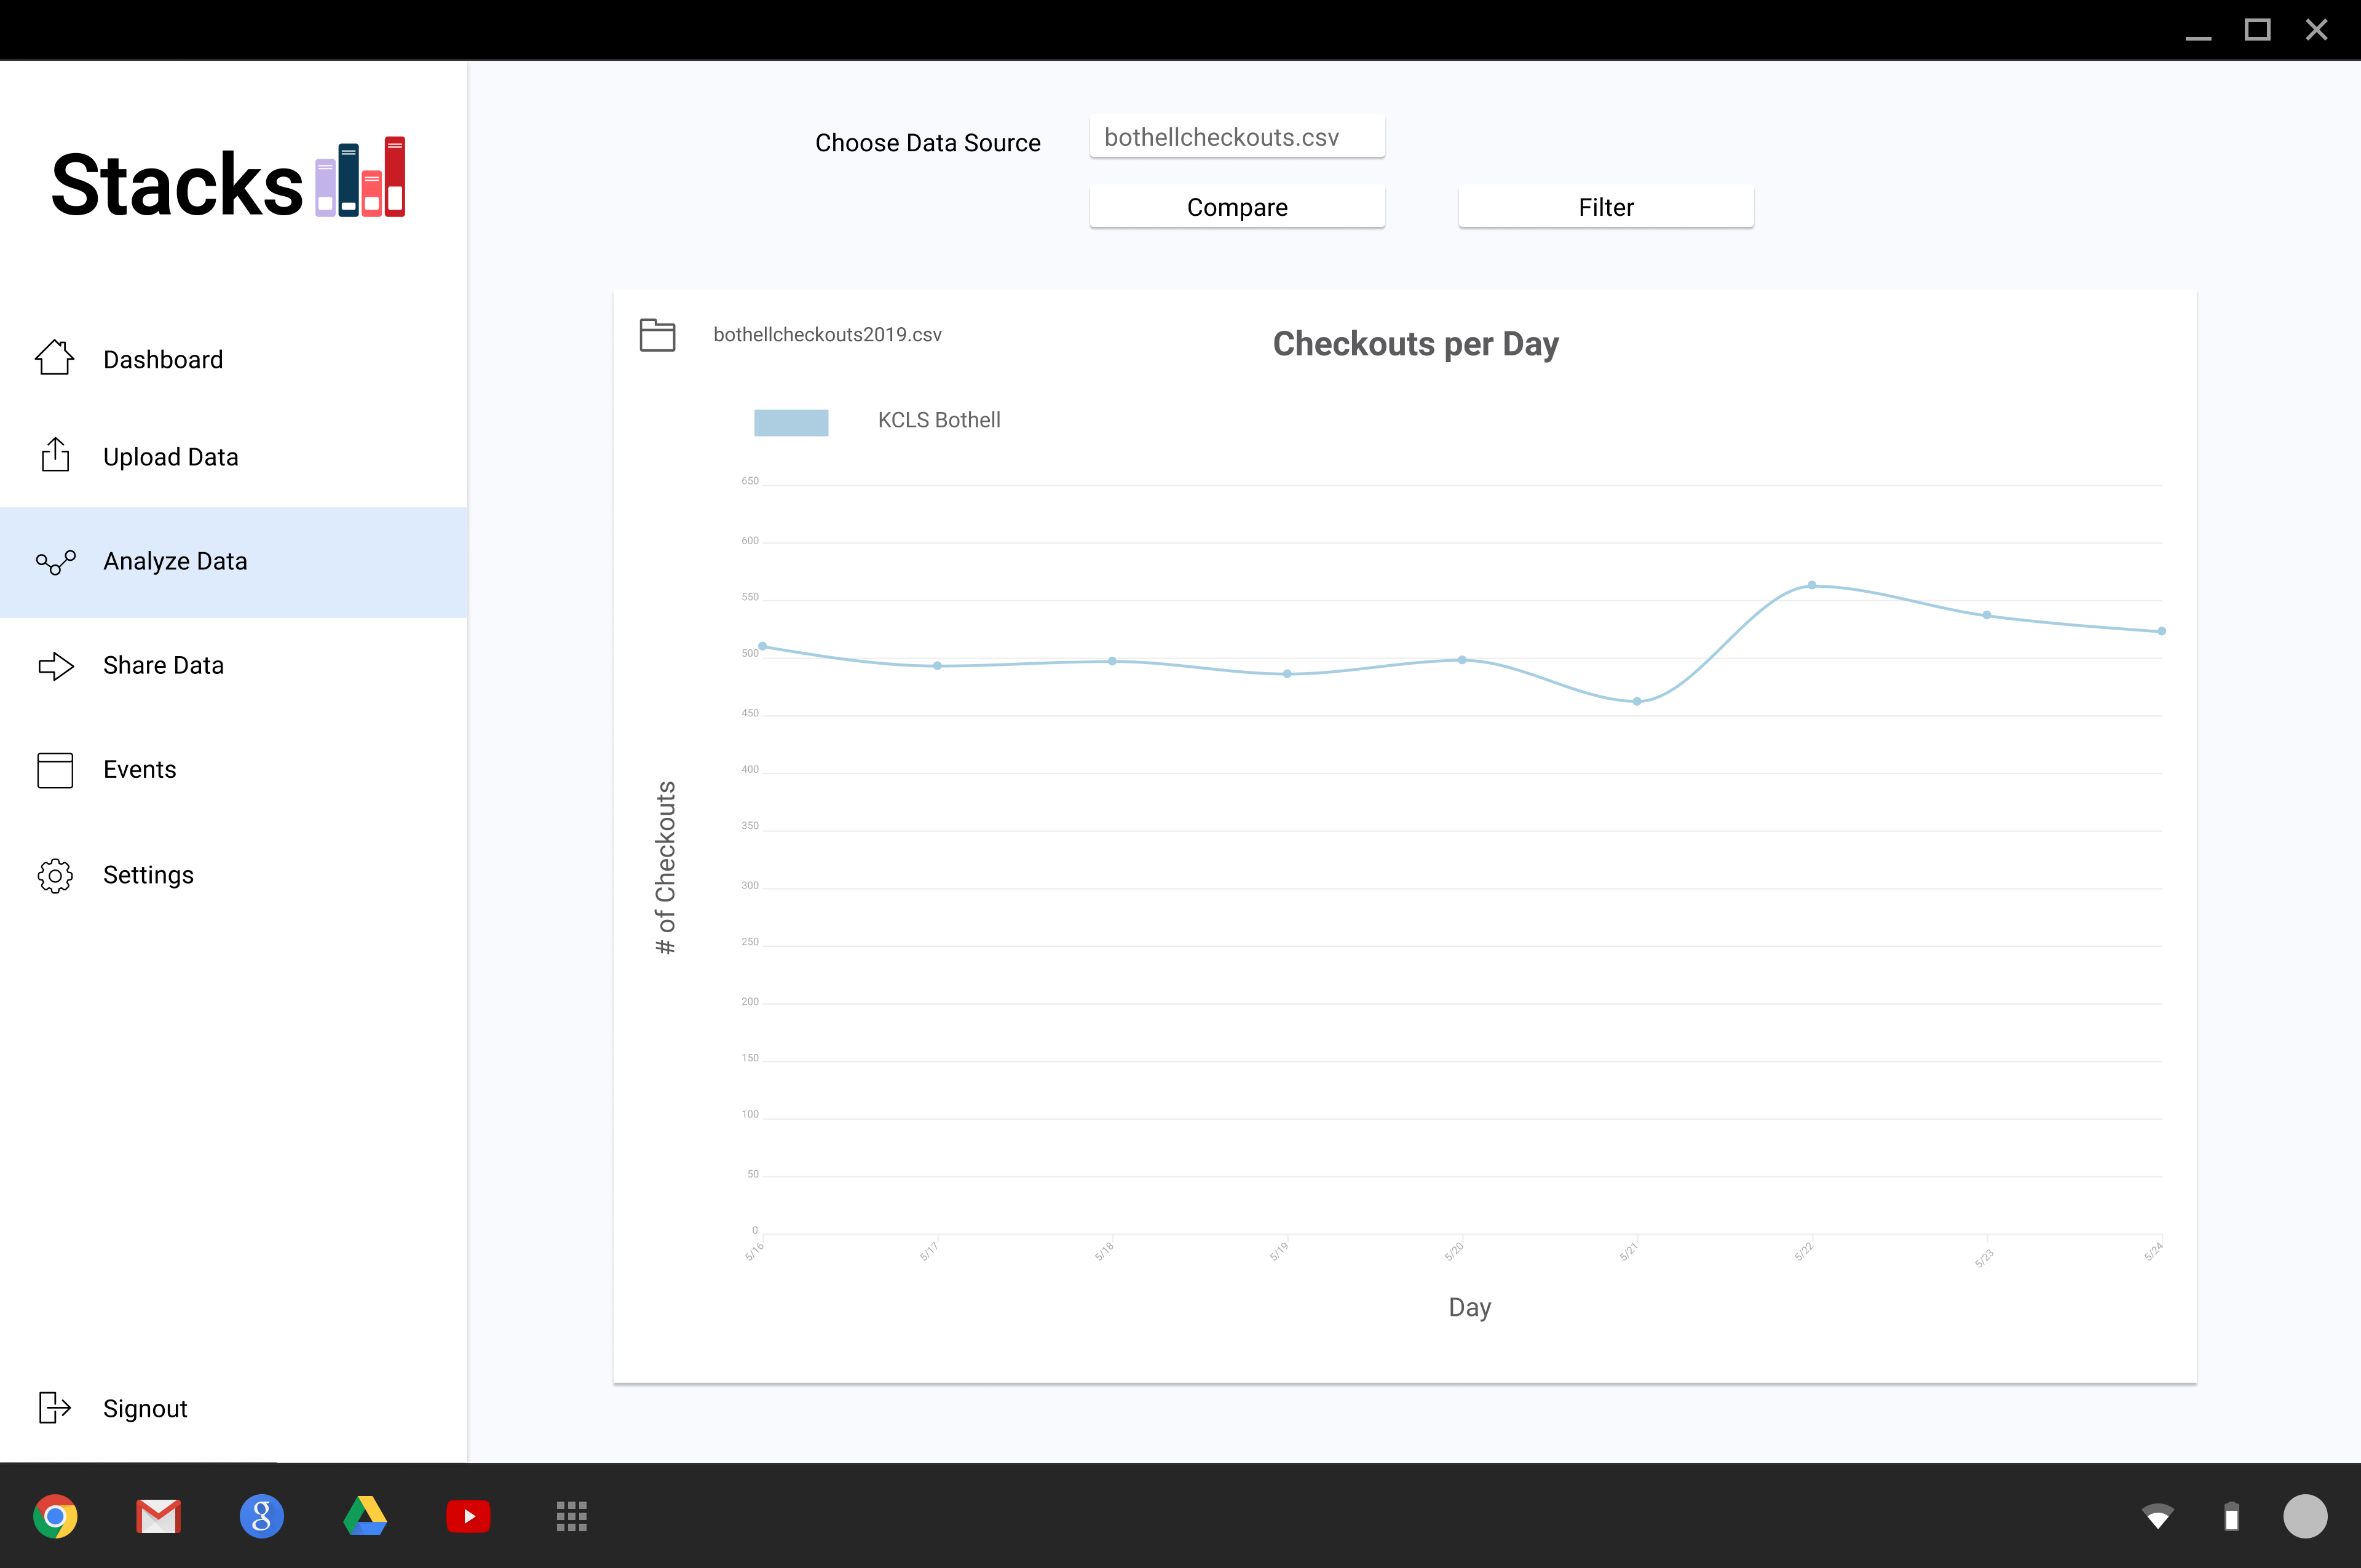 Stacks
Dashboard
Upload Data
Analyze Data
Share Data
Events
Settings
Signout
Choose Data Source
bothellcheckouts.csv
Compare
Filter
bothellcheckouts2019.csv
Checkouts per Day
KCLS Bothell
# of Checkouts
650
600
550
500
450
400
350
300
250
200
150
100
50
0
5/16
5/17
5/18
5/19
5/20
5/21
5/22
5/23
5/24
Day